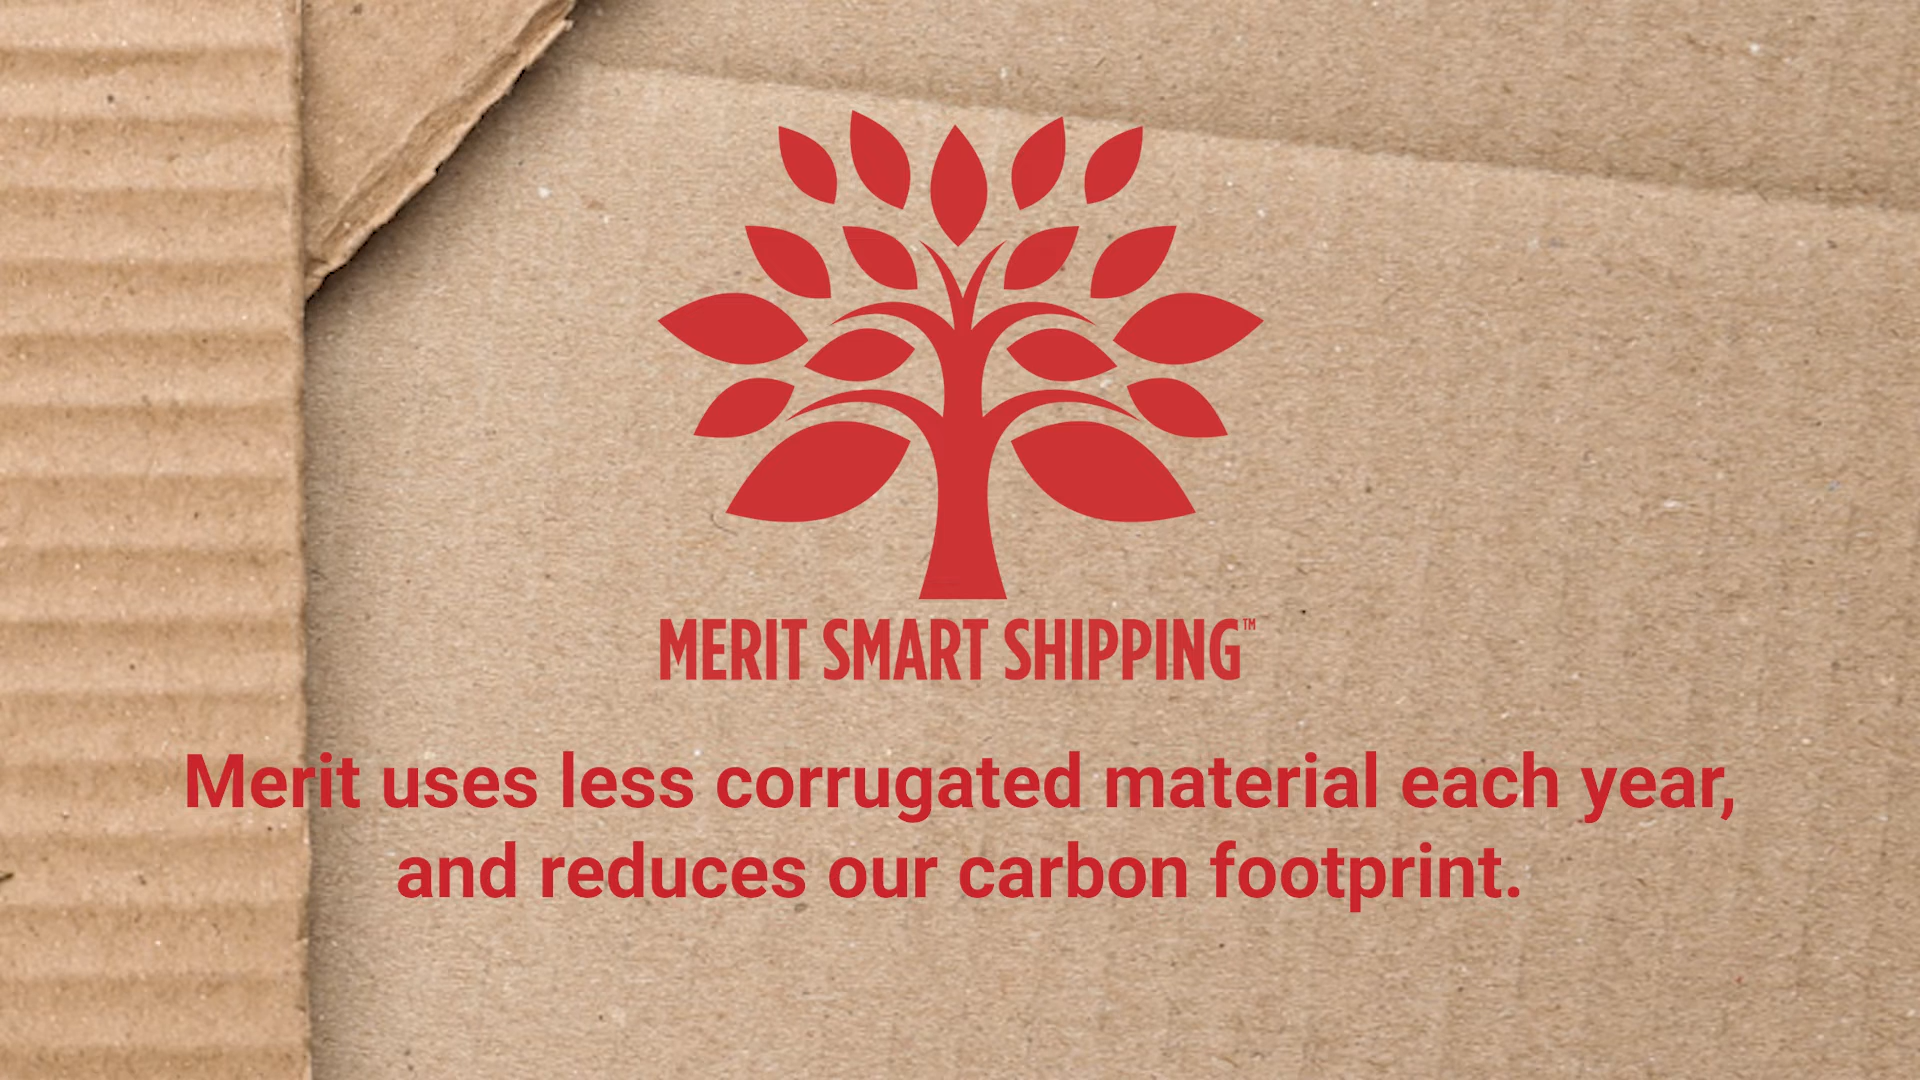 MERIT SMART SHIPPING™
Merit uses less corrugated material each year,
and reduces our carbon footprint.